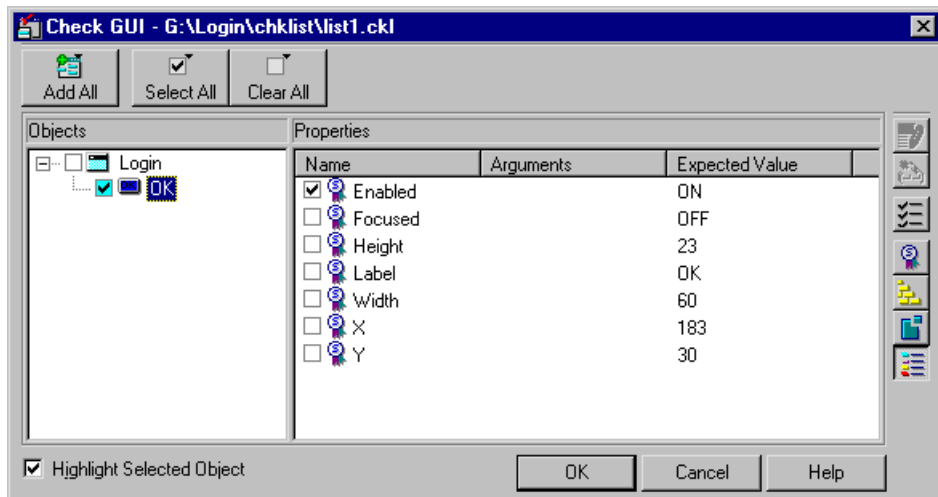 Check GUI - G:\Login\chklist\list1.ckl
Add All Select All Clear All
Objects Properties
Login
OK
Name Arguments Expected Value
Enabled ON
Focused OFF
Height 23
Label OK
Width 60
X 183
Y 30
Highlight Selected Object OK Cancel Help